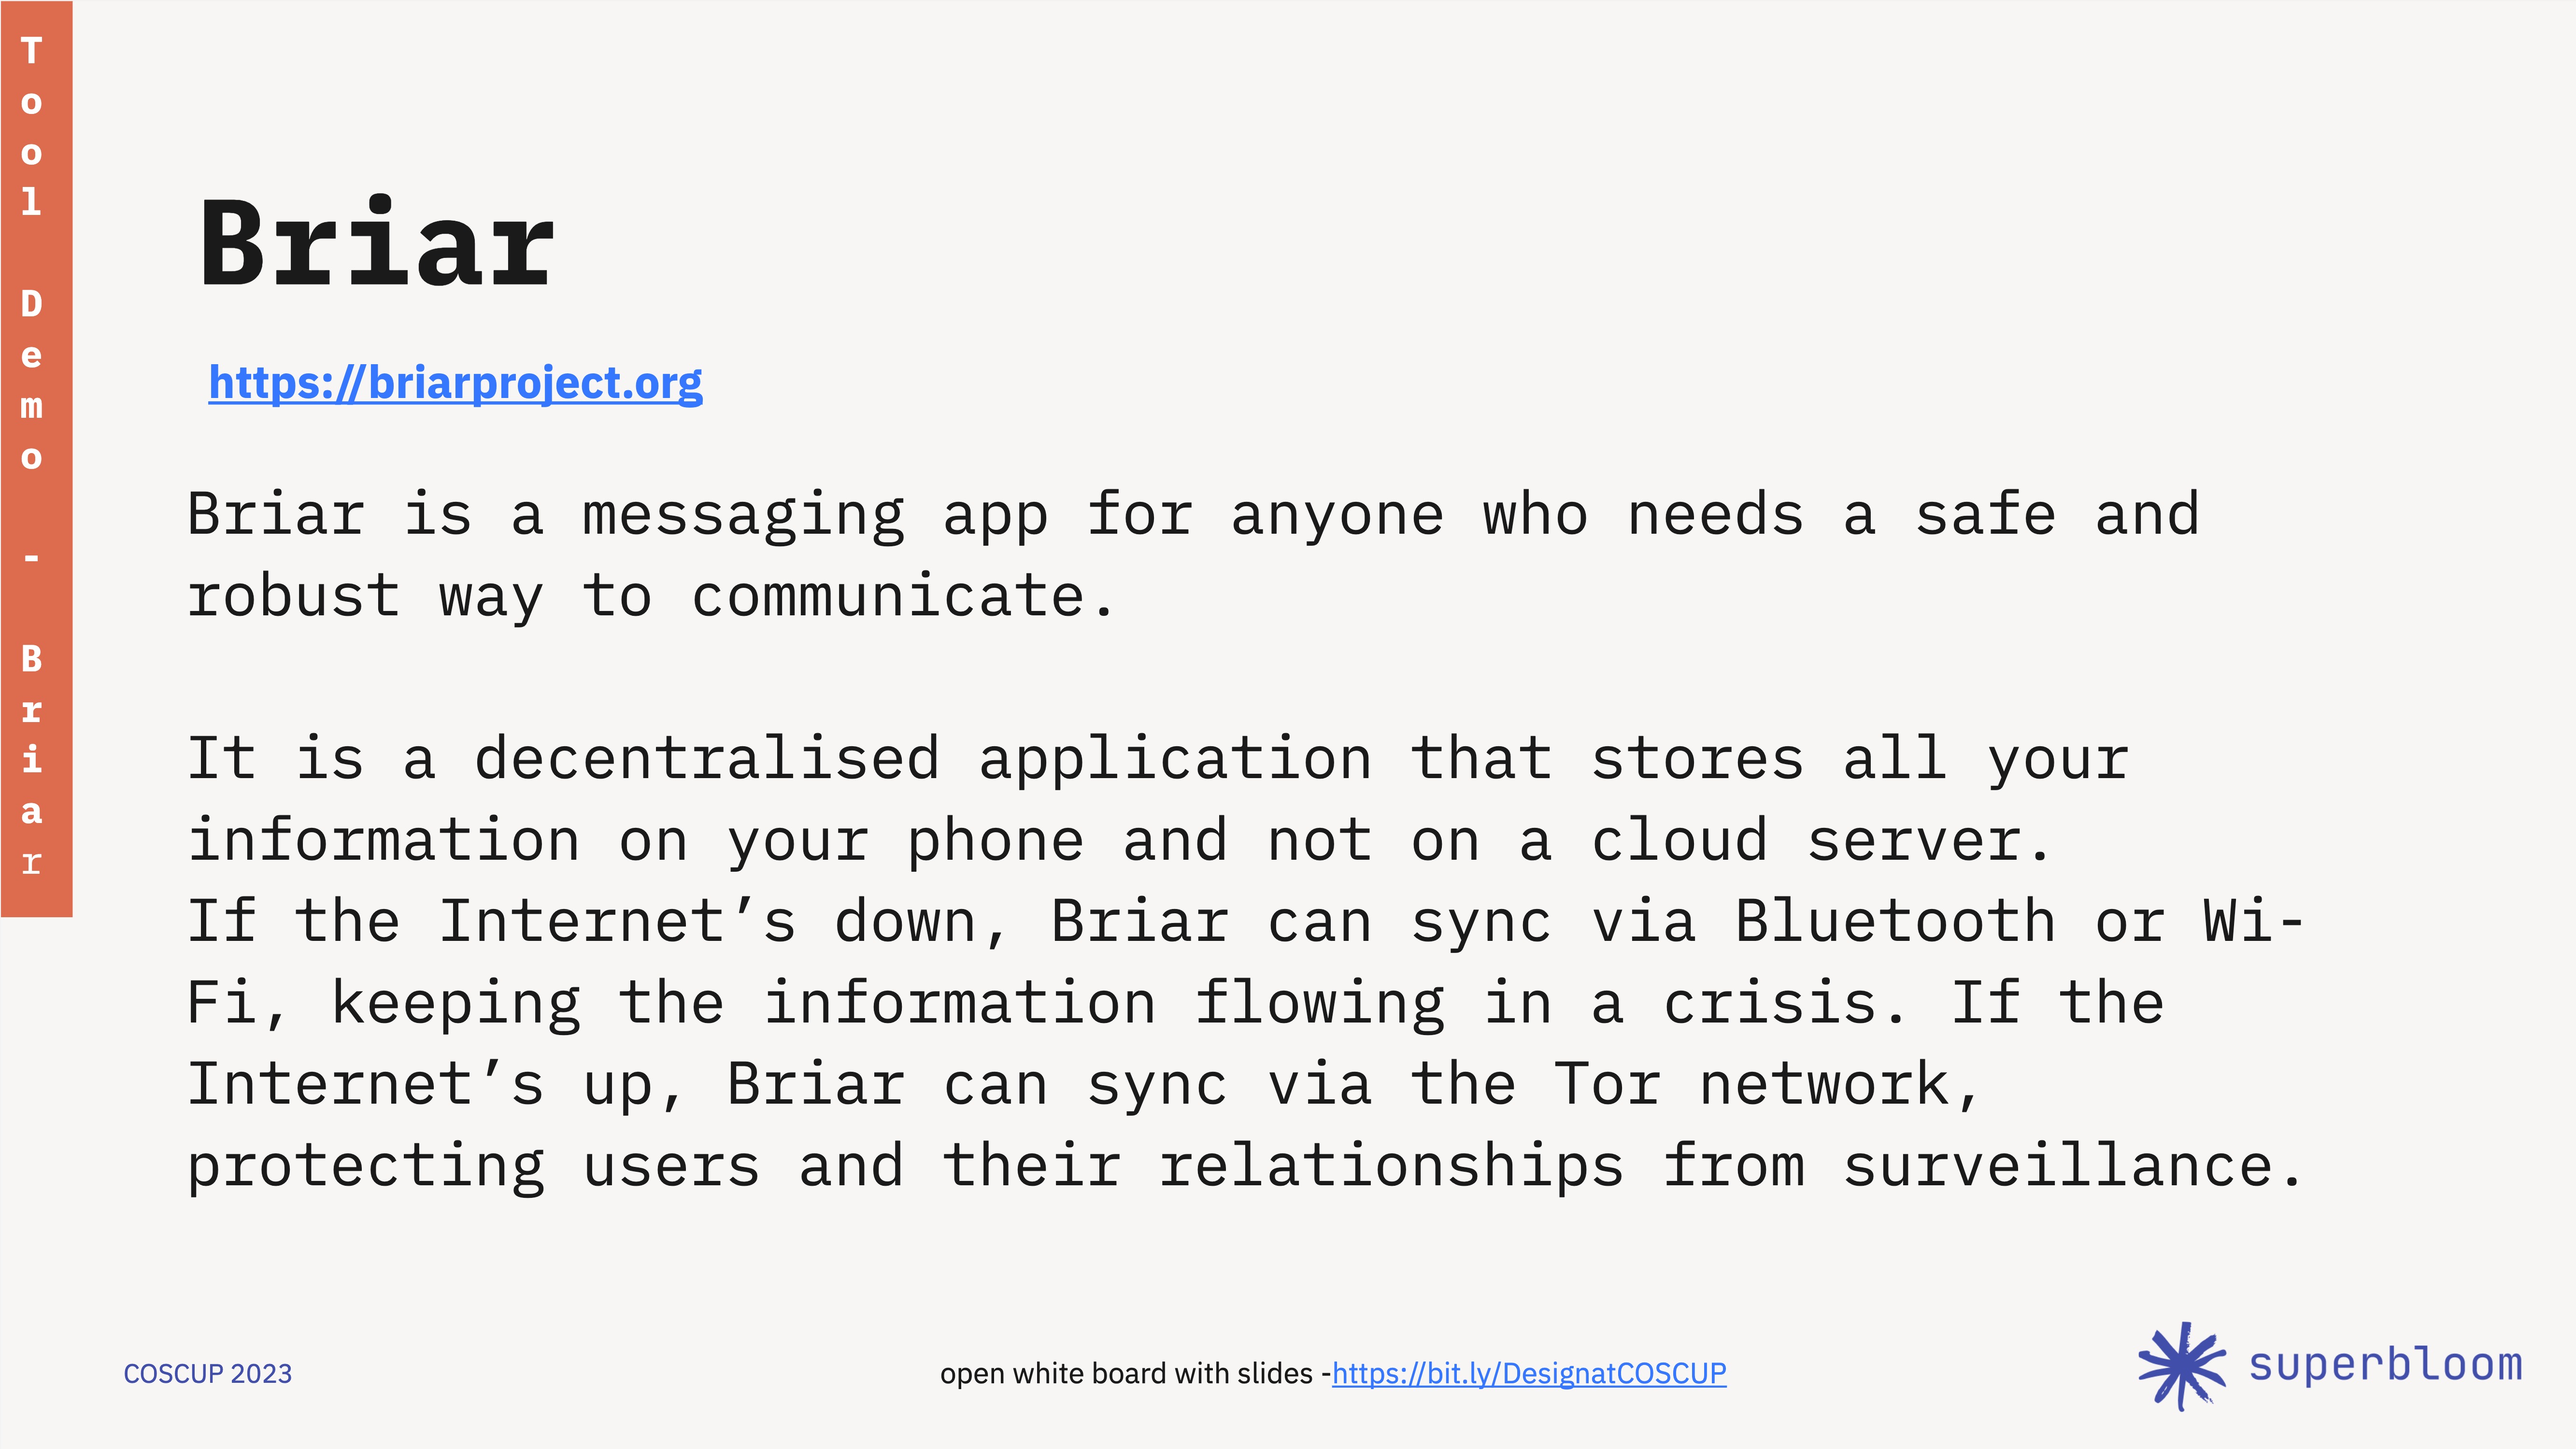 Tool Demo - Briar
Briar
https://briarproject.org
Briar is a messaging app for anyone who needs a safe and
robust way to communicate.
It is a decentralised application that stores all your
information on your phone and not on a cloud server.
If the Internet’s down, Briar can sync via Bluetooth or Wi-
Fi, keeping the information flowing in a crisis. If the
Internet’s up, Briar can sync via the Tor network,
protecting users and their relationships from surveillance.
COSCUP 2023
open white board with slides -https://bit.ly/DesignatCOSCUP
superbloom